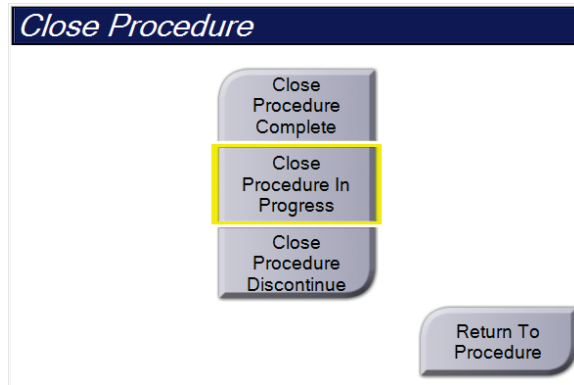 Close Procedure
Close
Procedure
Complete
Close
Procedure In
Progress
Close
Procedure
Discontinue
Return To
Procedure